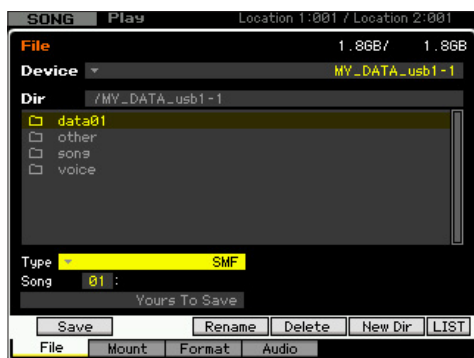 SONG Play Location 1:001 / Location 2:001
File 1.8GB/ 1.8GB
Device MY_DATA_usb1-1
Dir /MY_DATA_usb1-1
data01
other
song
voice
Type SMF
Song 01 :
Yours To Save
Save Rename Delete New Dir LIST
File Mount Format Audio